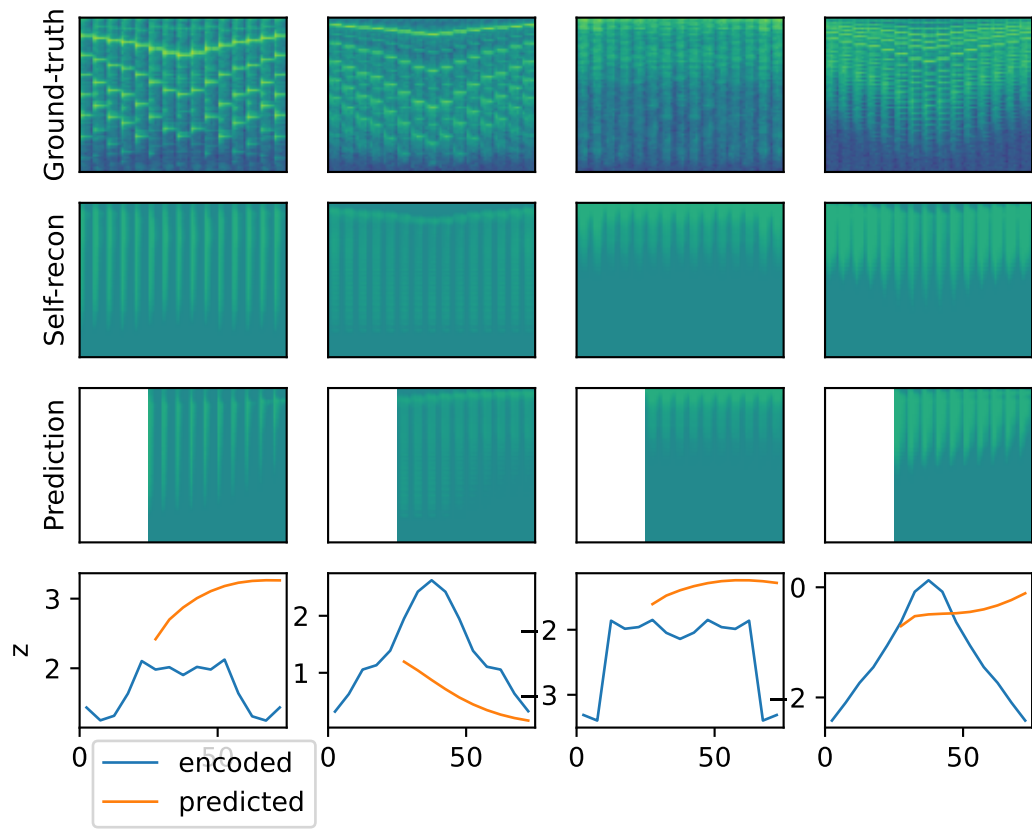 Ground-truth
Self-recon
Prediction
z
3
2
2
1
−2
−3
0
−2
0
50
0
50
0
50
0
50
encoded
predicted